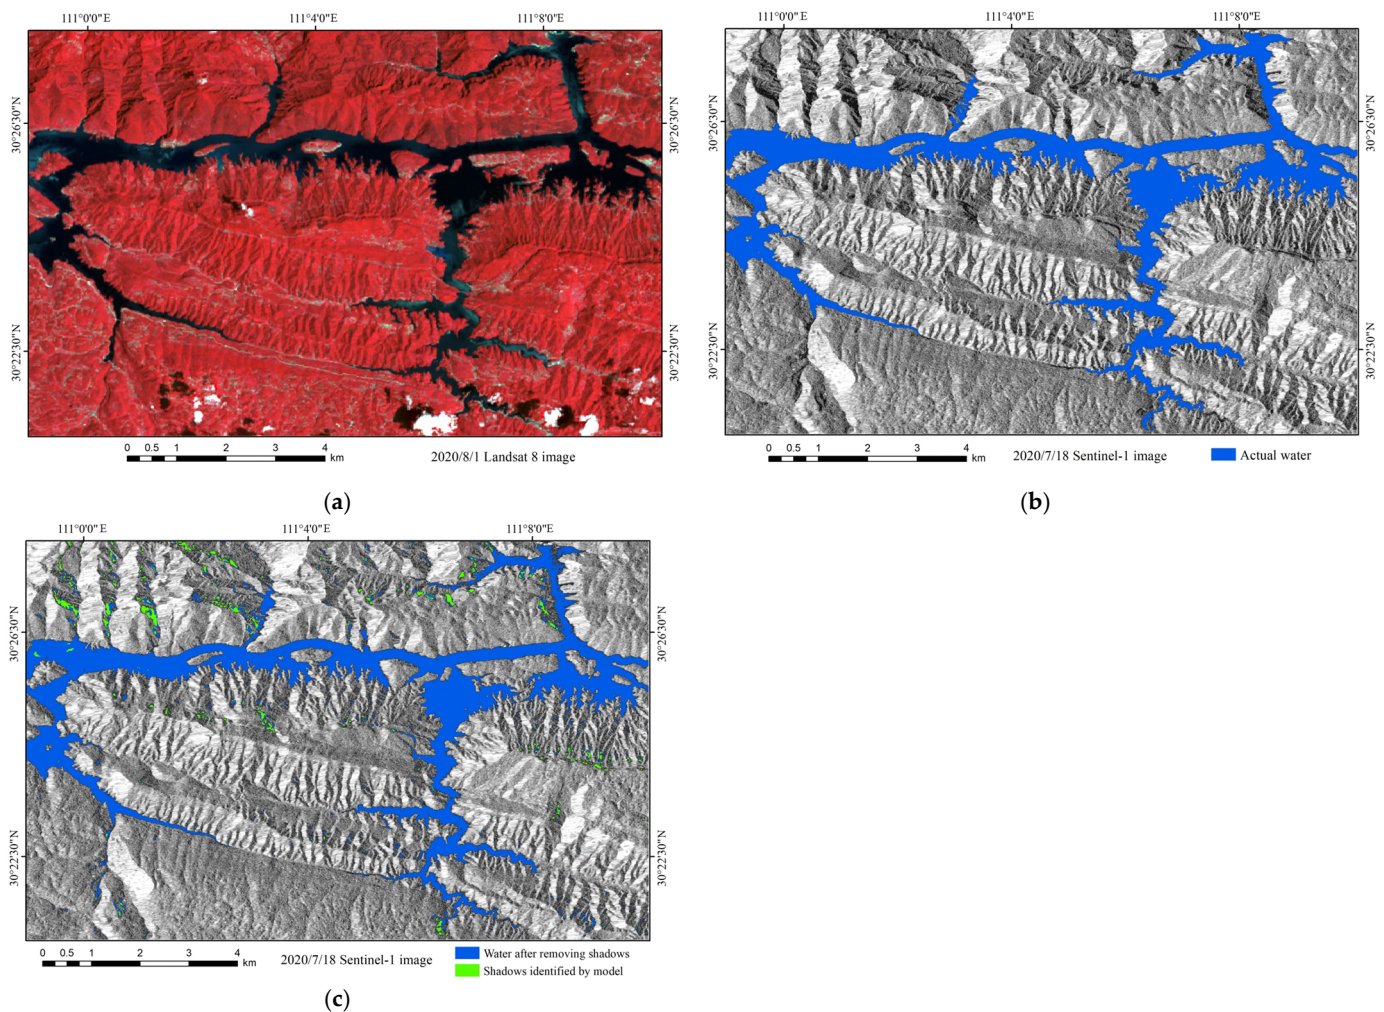 111°0'0"E 111°4'0"E 111°8'0"E
30°26'30"N 30°26'30"N
30°22'30"N 30°22'30"N
0 0.5 1 2 3 4 km
2020/8/1 Landsat 8 image
(a)
111°0'0"E 111°4'0"E 111°8'0"E
30°26'30"N 30°26'30"N
30°22'30"N 30°22'30"N
0 0.5 1 2 3 4 km
2020/7/18 Sentinel-1 image
Actual water
(b)
111°0'0"E 111°4'0"E 111°8'0"E
30°26'30"N 30°26'30"N
30°22'30"N 30°22'30"N
0 0.5 1 2 3 4 km
2020/7/18 Sentinel-1 image
Water after removing shadows
Shadows identified by model
(c)